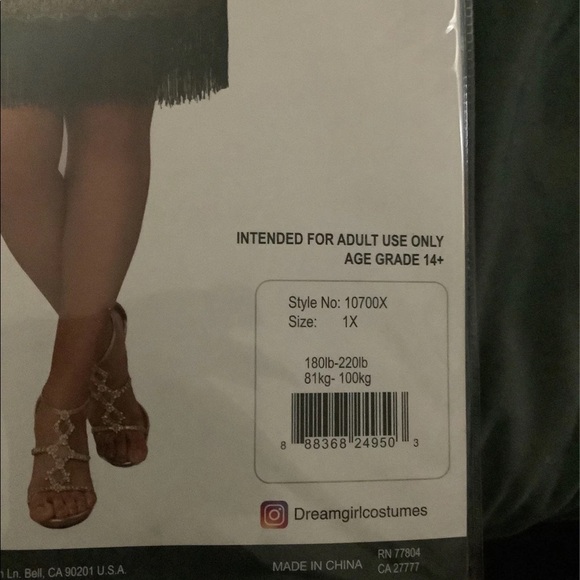 INTENDED FOR ADULT USE ONLY
AGE GRADE 14+
Style No: 10700X
Size: 1X
180lb-220lb
81kg- 100kg
8 88368 24950 3
Dreamgirlcostumes
Ln. Bell, CA 90201 U.S.A.
MADE IN CHINA
RN 77804
CA 27777